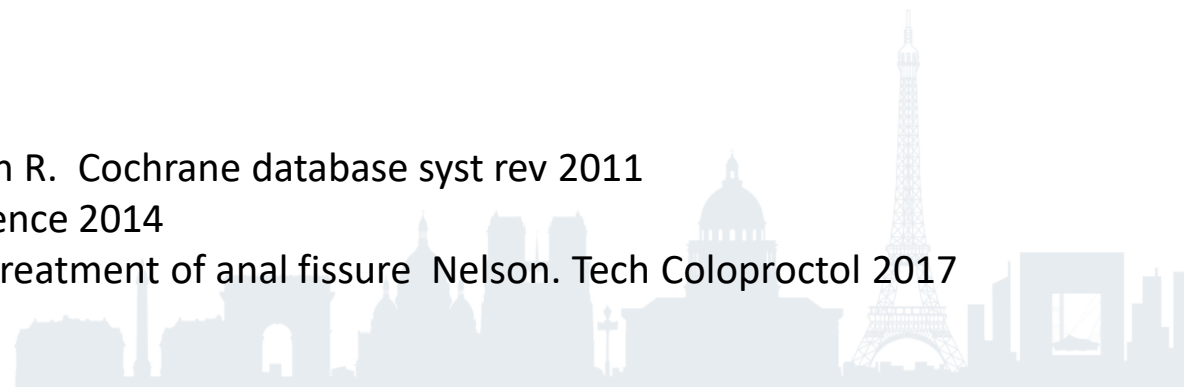 n R. Cochrane database syst rev 2011
ence 2014
reatment of anal fissure Nelson. Tech Coloproctol 2017